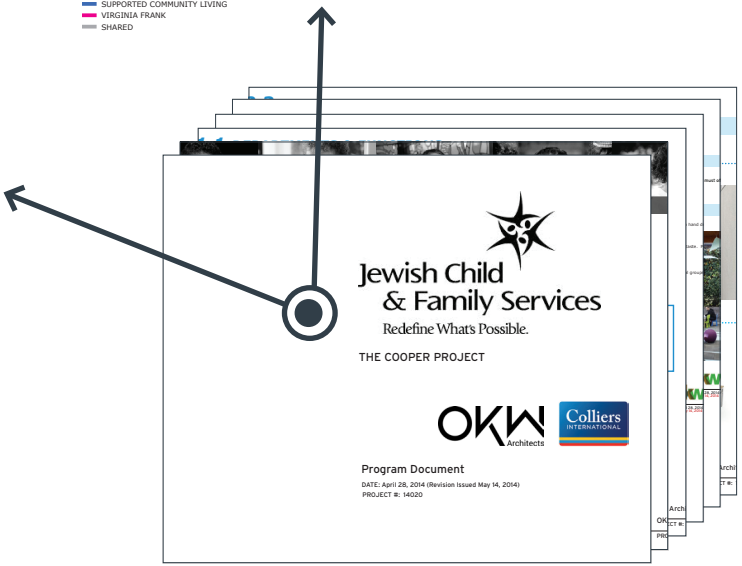 SUPPORTED COMMUNITY LIVING
VIRGINIA FRANK
SHARED
Jewish Child
& Family Services
Redefine What's Possible.
THE COOPER PROJECT
OKW
Architects
Colliers
INTERNATIONAL
Program Document
DATE: April 28, 2014 (Revision Issued May 14, 2014)
PROJECT #: 14020